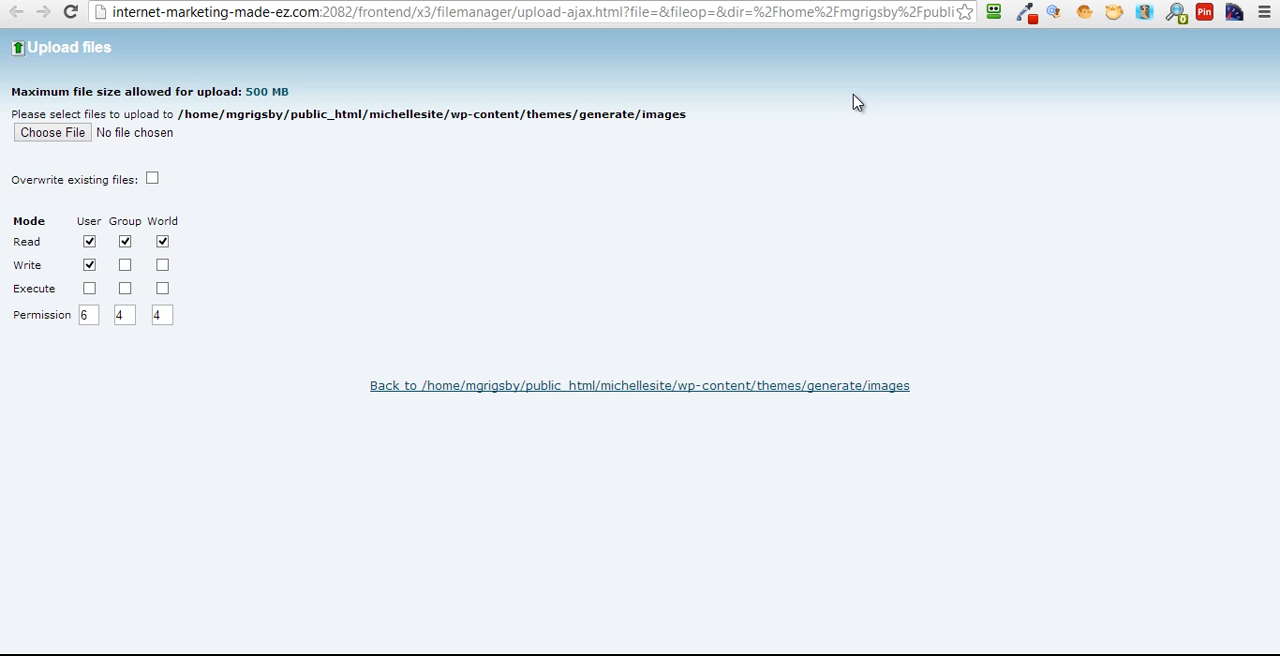 internet-marketing-made-ez.com:2082/frontend/x3/filemanager/upload-ajax.html?file=&fileop=&dir=%2Fhome%2Fmgrigsby%2Fpubli
0
Pin
Upload files
Maximum file size allowed for upload: 500 MB
Please select files to upload to /home/mgrigsby/public_html/michellesite/wp-content/themes/generate/images
Choose File No file chosen
Overwrite existing files:
Mode User Group World
Read
Write
Execute
Permission 6 4 4
Back to /home/mgrigsby/public_html/michellesite/wp-content/themes/generate/images